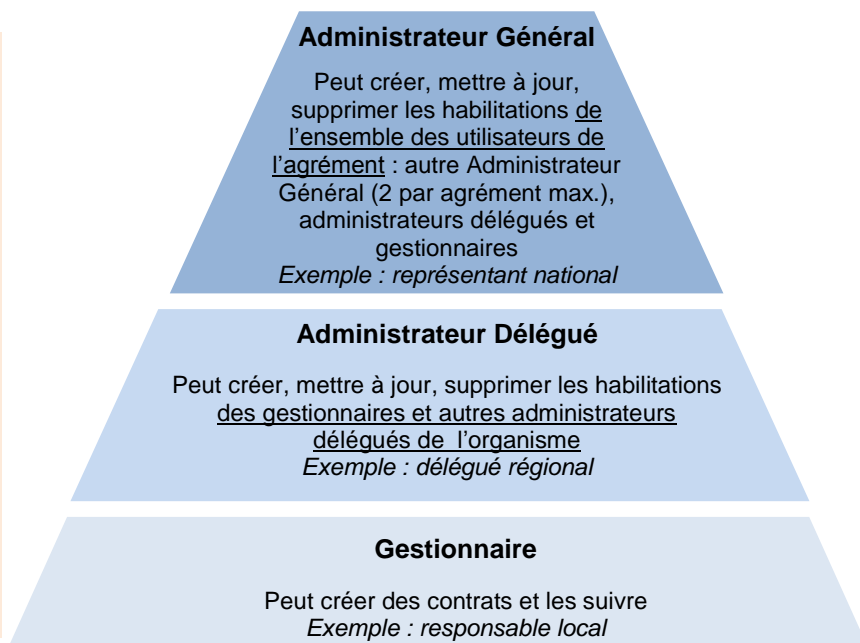 Administrateur Général
Peut créer, mettre à jour,
supprimer les habilitations de
l’ensemble des utilisateurs de
l’agrément : autre Administrateur
Général (2 par agrément max.),
administrateurs délégués et
gestionnaires
Exemple : représentant national
Administrateur Délégué
Peut créer, mettre à jour, supprimer les habilitations
des gestionnaires et autres administrateurs
délégués de l’organisme
Exemple : délégué régional
Gestionnaire
Peut créer des contrats et les suivre
Exemple : responsable local